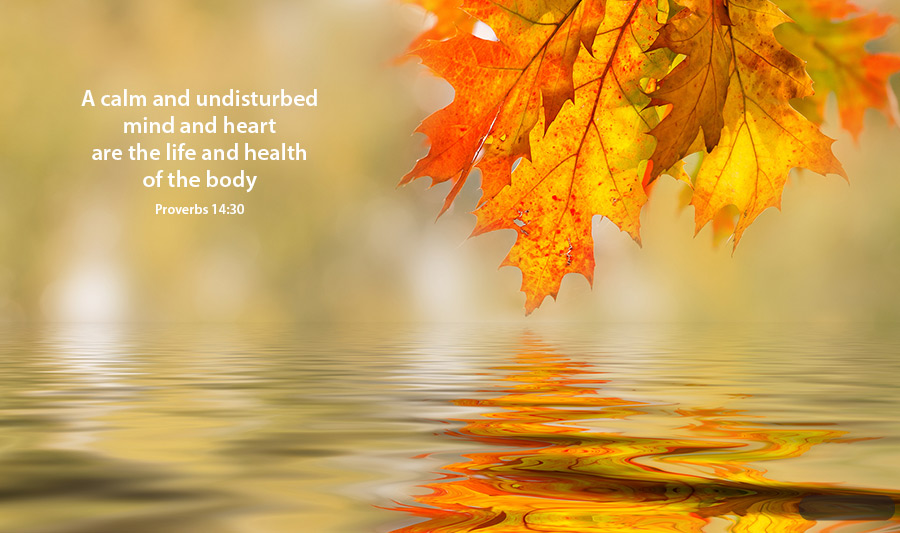 A calm and undisturbed
mind and heart
are the life and health
of the body
Proverbs 14:30